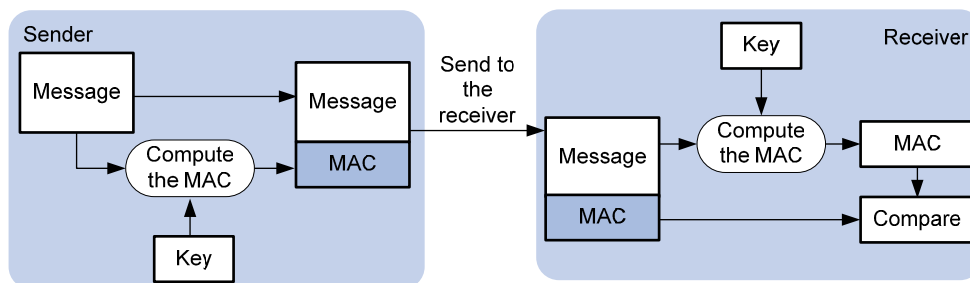 Sender
Message
Compute
the MAC
Key
Message
MAC
Send to
the
receiver
Receiver
Key
Message
MAC
Compute
the MAC
MAC
Compare